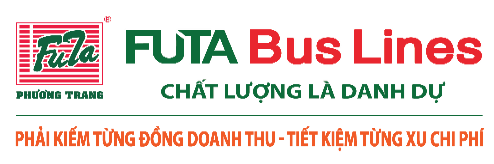 FuTa ®
PHƯƠNG TRANG
FUTA Bus Lines
CHẤT LƯỢNG LÀ DANH DỰ
PHẢI KIẾM TỪNG ĐỒNG DOANH THU - TIẾT KIỆM TỪNG XU CHI PHÍ